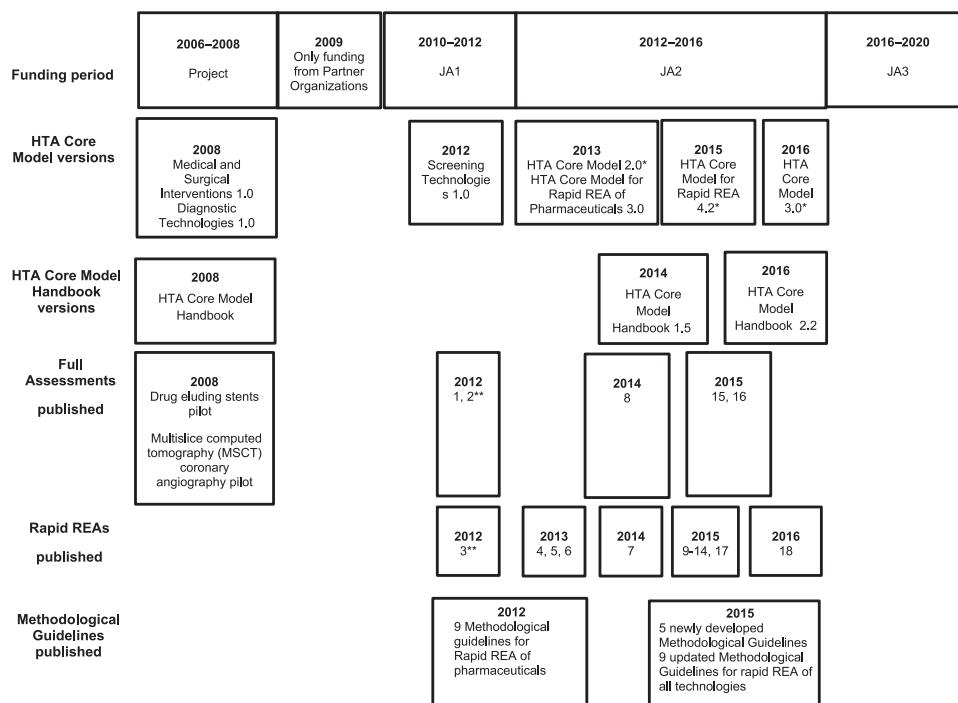 Funding period
2006–2008
Project
2009
Only funding
from Partner
Organizations
2010–2012
JA1
2012–2016
JA2
2016–2020
JA3
HTA Core
Model versions
2008
Medical and
Surgical
Interventions 1.0
Diagnostic
Technologies 1.0
2012
Screening
Technologie
s 1.0
2013
HTA Core Model 2.0*
HTA Core Model for
Rapid REA of
Pharmaceuticals 3.0
2015
HTA Core
Model for
Rapid REA
4.2*
2016
HTA
Core
Model
3.0*
HTA Core Model
Handbook
versions
2008
HTA Core Model
Handbook
2014
HTA Core
Model
Handbook 1.5
2016
HTA Core
Model
Handbook 2.2
Full
Assessments
published
2008
Drug eluding stents
pilot
Multislice computed
tomography (MSCT)
coronary
angiography pilot
2012
1, 2**
2014
8
2015
15, 16
Rapid REAs
published
2012
3**
2013
4, 5, 6
2014
7
2015
9-14, 17
2016
18
Methodological
Guidelines
published
2012
9 Methodological
guidelines for
Rapid REA of
pharmaceuticals
2015
5 newly developed
Methodological Guidelines
9 updated Methodological
Guidelines for rapid REA of
all technologies